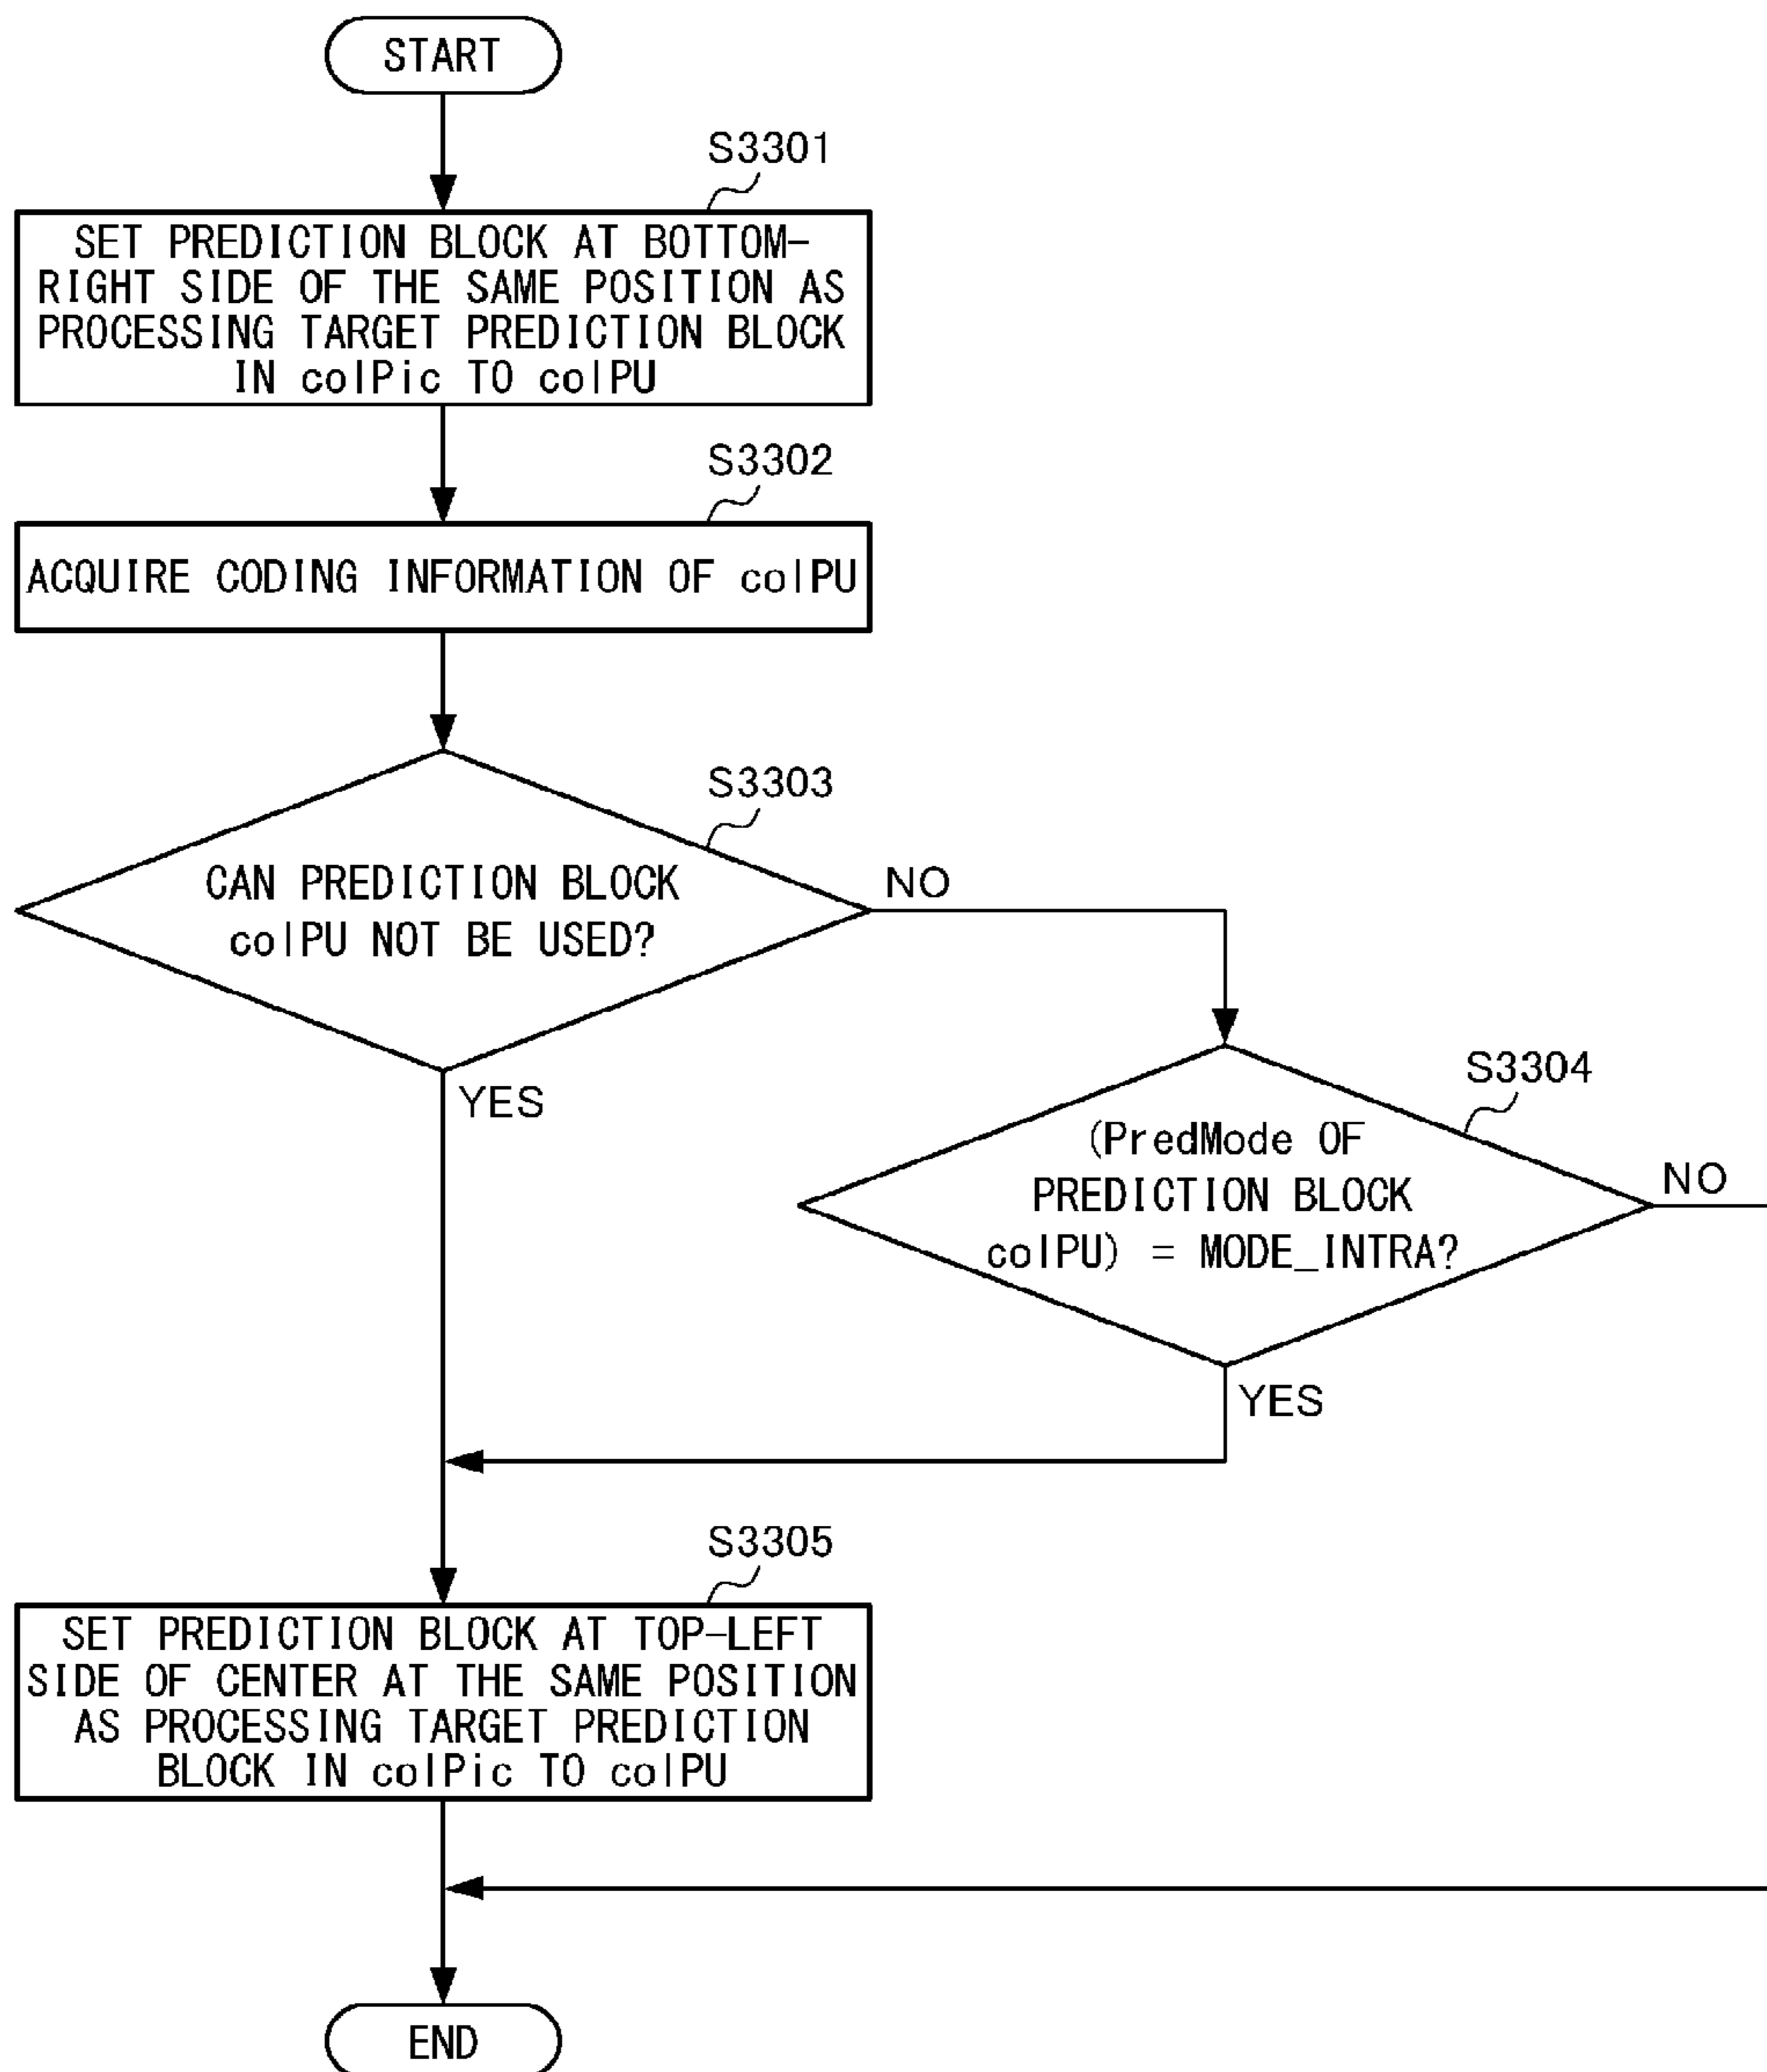 START
S3301
SET PREDICTION BLOCK AT BOTTOM-
RIGHT SIDE OF THE SAME POSITION AS
PROCESSING TARGET PREDICTION BLOCK
IN colPic TO colPU
S3302
ACQUIRE CODING INFORMATION OF colPU
S3303
CAN PREDICTION BLOCK
colPU NOT BE USED?
NO
YES
S3304
(PredMode OF
PREDICTION BLOCK
colPU) = MODE_INTRA?
NO
YES
S3305
SET PREDICTION BLOCK AT TOP-LEFT
SIDE OF CENTER AT THE SAME POSITION
AS PROCESSING TARGET PREDICTION
BLOCK IN colPic TO colPU
END